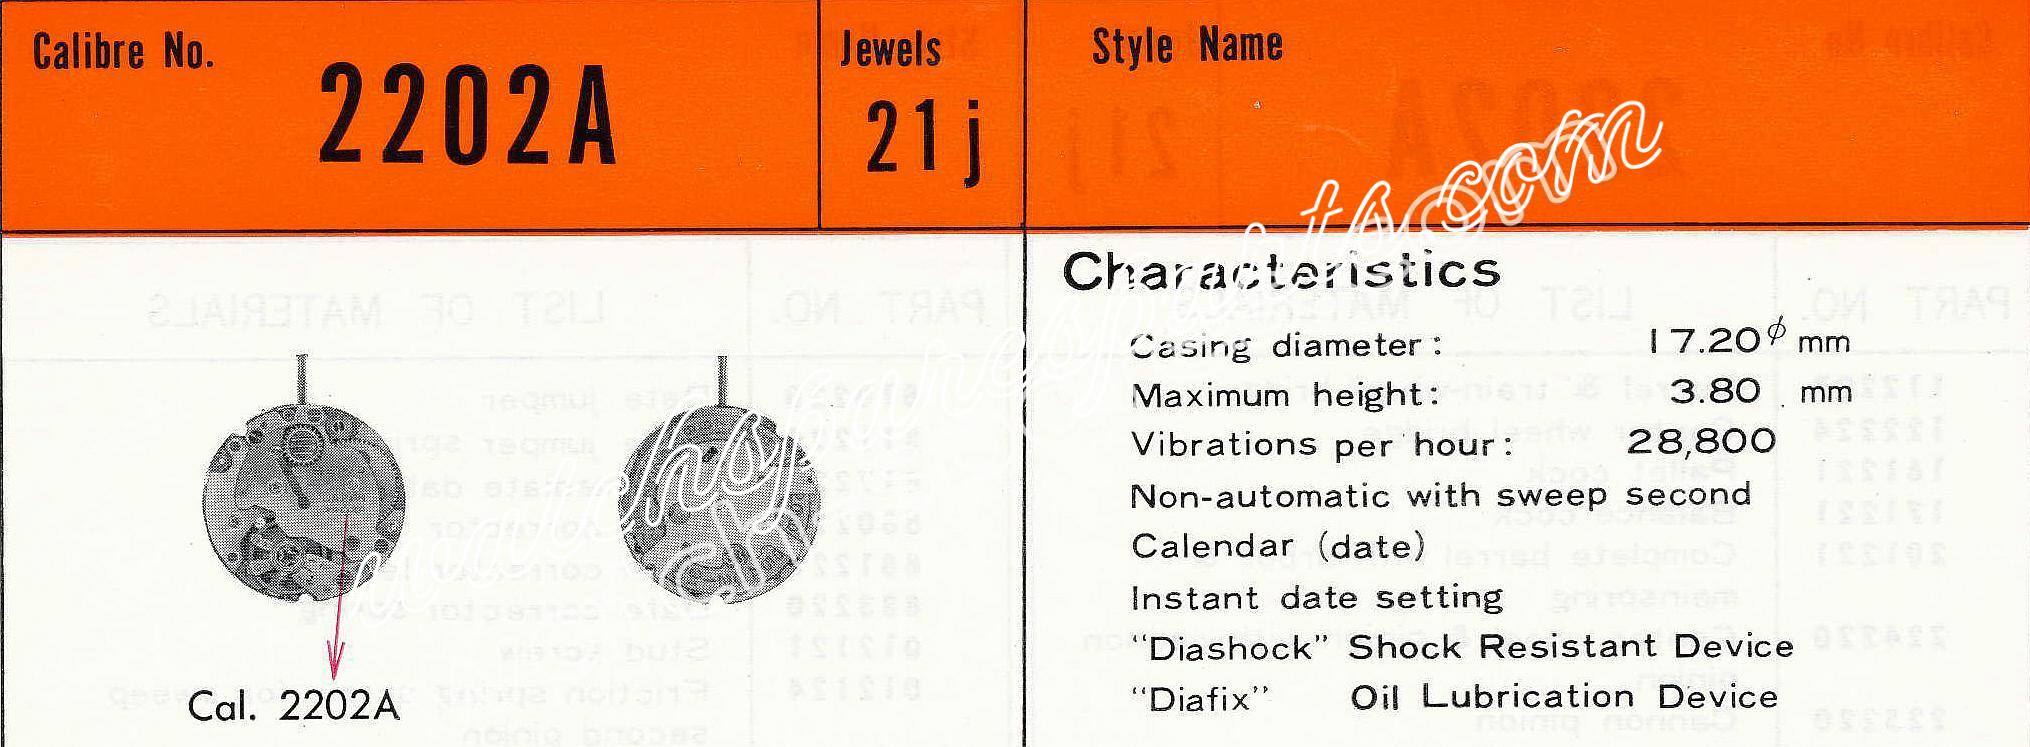 Calibre No.
2202A
Jewels
21 j
Style Name
Characteristics
Casing diameter : 17.20φ mm
Maximum height : 3.80 mm
Vibrations per hour : 28,800
Non-automatic with sweep second
Calendar (date)
Instant date setting
"Diashock" Shock Resistant Device
"Diafix" Oil Lubrication Device
Cal. 2202A